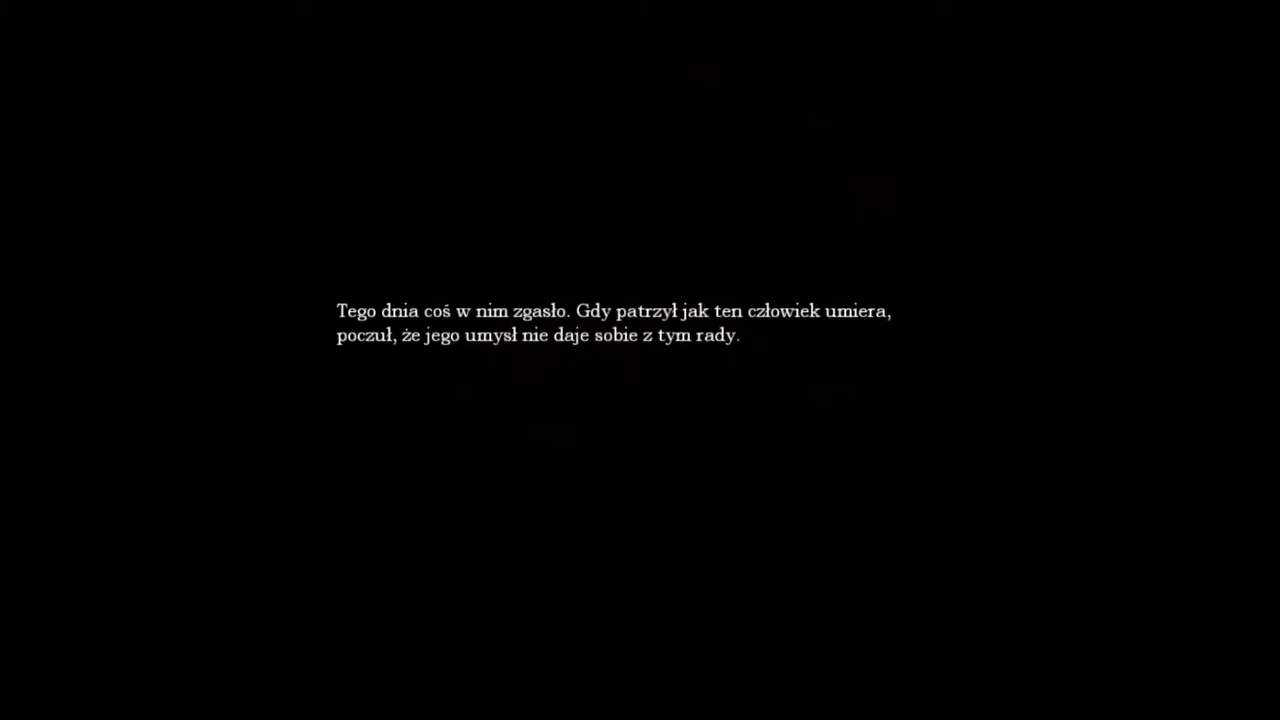 Tego dnia coś w nim zgasło. Gdy patrzył jak ten człowiek umiera,
poczuł, że jego umysł nie daje sobie z tym rady.